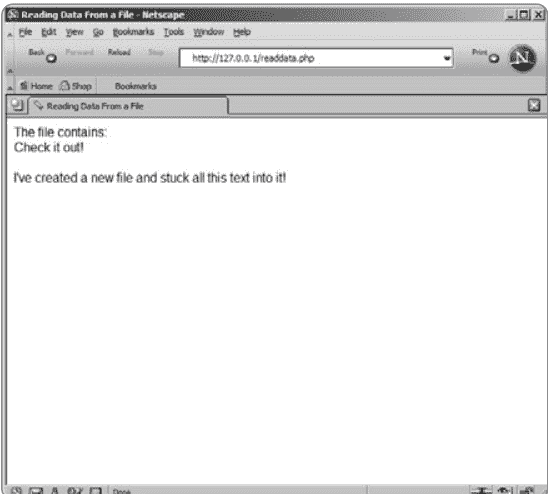 Reading Data From a File - Netscape
File Edit View Go Bookmarks Tools Window Help
Back Forward Reload Stop http://127.0.0.1/readdata.php Print N
Home Shop Bookmarks
Reading Data From a File
The file contains:
Check it out!
I've created a new file and stuck all this text into it!
Done